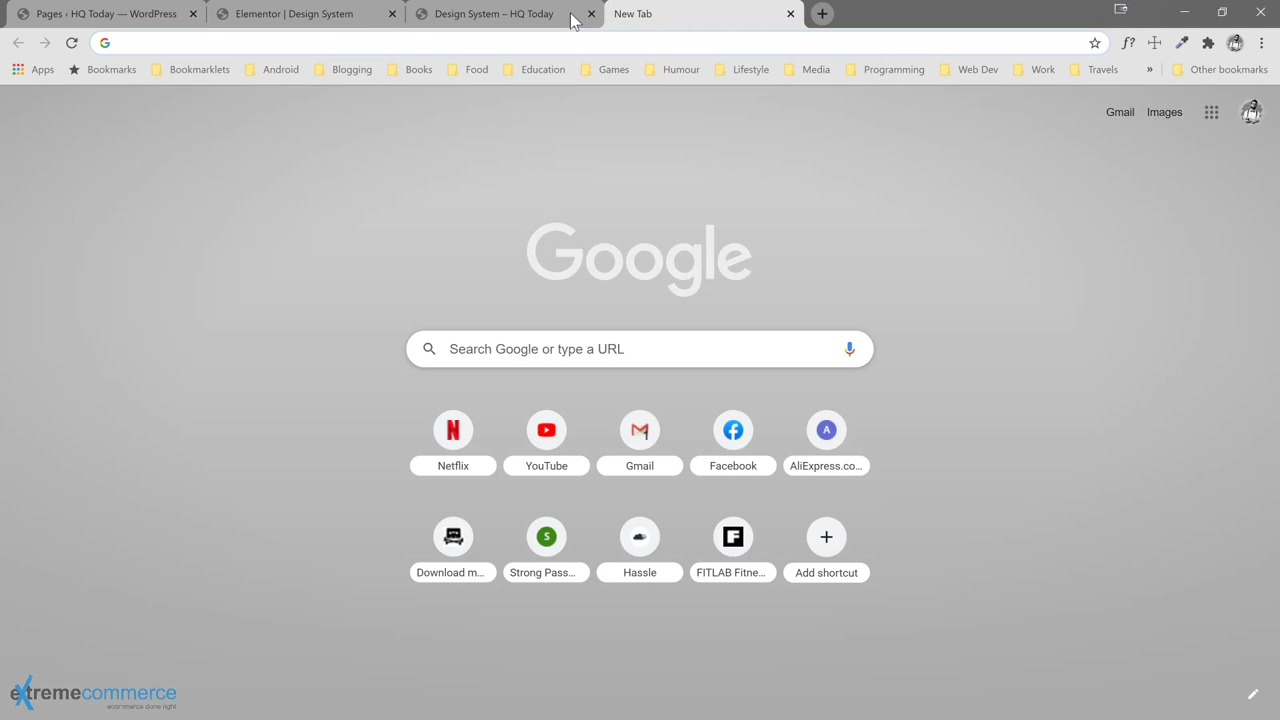 Pages ‹ HQ Today — WordPress
Elementor | Design System
Design System – HQ Today
New Tab
Apps
Bookmarks
Bookmarklets
Android
Blogging
Books
Food
Education
Games
Humour
Lifestyle
Media
Programming
Web Dev
Work
Travels
»
Other bookmarks
Gmail
Images
Google
Search Google or type a URL
Netflix
YouTube
Gmail
Facebook
A
AliExpress.co...
Download m...
S
Strong Pass...
Hassle
F
FITLAB Fitne...
Add shortcut
extremecommerce
ecommerce done right